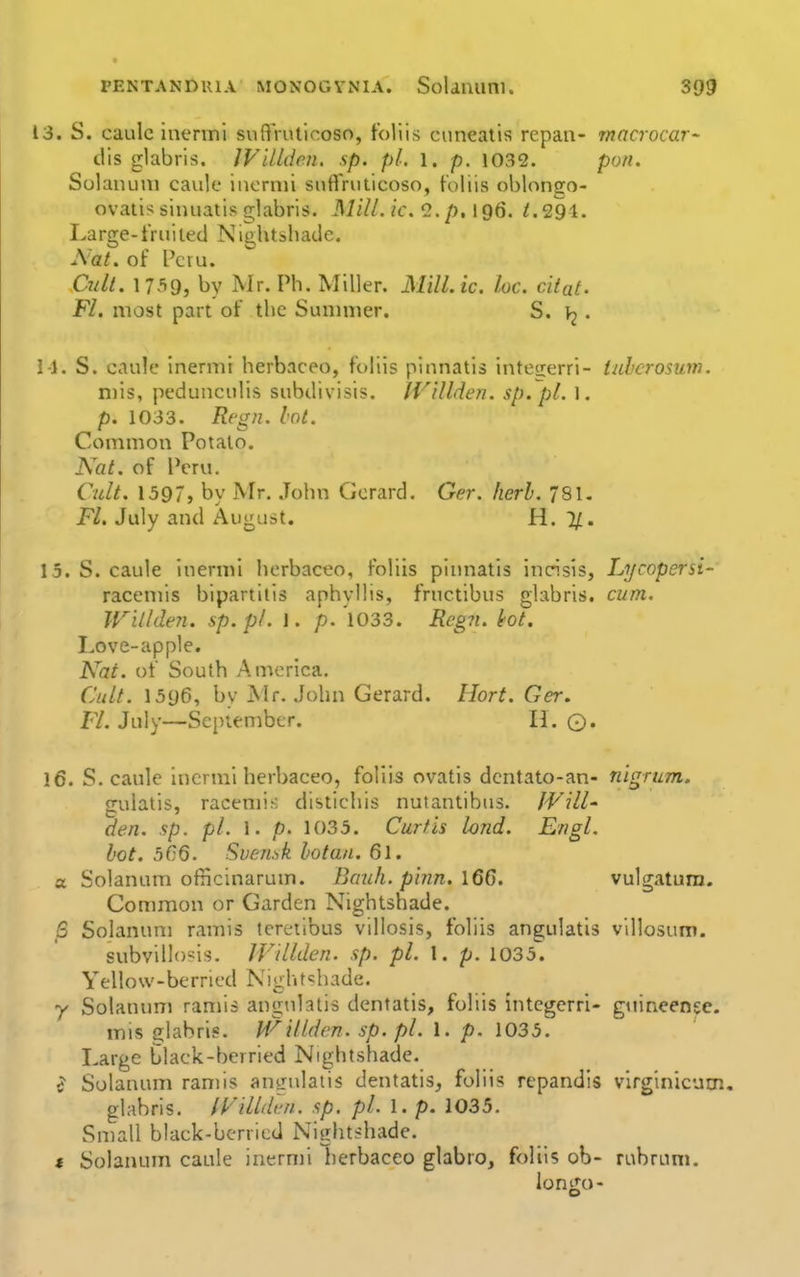 PENTANDRIA MONOGYNIA. Solanum. 399
13. S. caule inermi suffruticoso, foliis cuneatis repan- macrocar-
dis glabris. Willden. sp. pl. 1. p. 1032. pon.
Solanum caule inermi suffruticoso, foliis oblongo-
ovatis sinuatis glabris. Mill. ic. 2. p. 196. t. 294.
Large-fruited Nightshade.
Nat. of Peru.
Cult. 1759, by Mr. Ph. Miller. Mill. ic. loc. citat.
Fl. most part of the Summer. S. ♄.
14. S. caule inermi herbaceo, foliis pinnatis integerri- tuberosum.
mis, pedunculis subdivisis. Willden. sp. pl. 1.
p. 1033. Regn. bot.
Common Potato.
Nat. of Peru.
Cult. 1597, by Mr. John Gerard. Ger. herb. 781.
Fl. July and August. H. ♃.
15. S. caule inermi herbaceo, foliis pinnatis incisis, Lycopersi-
racemis bipartitis aphyllis, fructibus glabris. cum.
Willden. sp. pl. 1. p. 1033. Regn. bot.
Love-apple.
Nat. of South America.
Cult. 1596, by Mr. John Gerard. Hort. Ger.
Fl. July—September. H. ☉.
16. S. caule inermi herbaceo, foliis ovatis dentato-an- nigrum.
gulatis, racemis distichis nutantibus. Will-
den. sp. pl. 1. p. 1035. Curtis lond. Engl.
bot. 566. Svensk botan. 61.
α Solanum officinarum. Bauh. pinn. 166. vulgatum.
Common or Garden Nightshade.
β Solanum ramis teretibus villosis, foliis angulatis villosum.
subvillosis. Willden. sp. pl. 1. p. 1035.
Yellow-berried Nightshade.
γ Solanum ramis angulatis dentatis, foliis integerri- guineense.
mis glabris. Willden. sp. pl. 1. p. 1035.
Large black-berried Nightshade.
δ Solanum ramis angulatis dentatis, foliis repandis virginicum.
glabris. Willden. sp. pl. 1. p. 1035.
Small black-berried Nightshade.
ε Solanum caule inermi herbaceo glabro, foliis ob- rubrum.
longo-